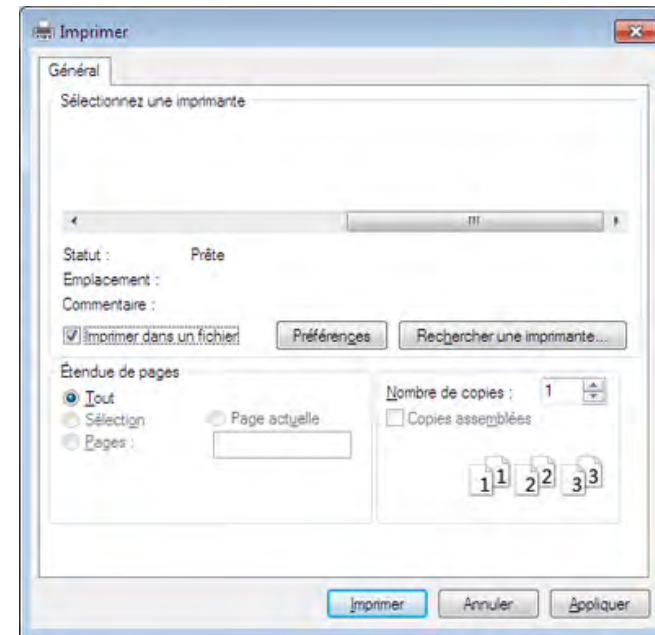 Imprimer
Général
Sélectionnez une imprimante
Statut : Prête
Emplacement :
Commentaire :
Imprimer dans un fichier Préférences Rechercher une imprimante...
Étendue de pages
Tout
Sélection Page actuelle
Pages :
Nombre de copies : 1
Copies assemblées
1 1 2 2 3 3
Imprimer Annuler Appliquer